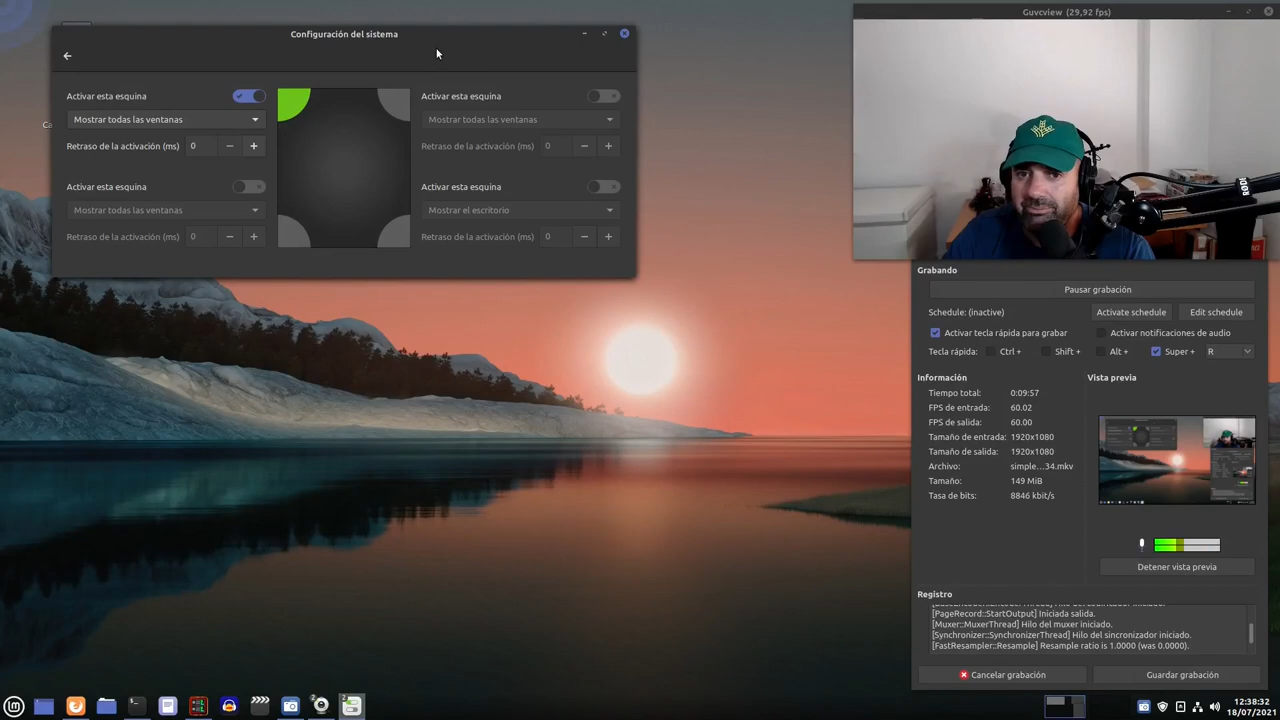 Configuración del sistema
Activar esta esquina
Mostrar todas las ventanas
Retraso de la activación (ms) 0
Activar esta esquina
Mostrar todas las ventanas
Retraso de la activación (ms) 0
Activar esta esquina
Mostrar todas las ventanas
Retraso de la activación (ms) 0
Activar esta esquina
Mostrar el escritorio
Retraso de la activación (ms) 0
Ca
Guvcview (29,92 fps)
Grabando
Pausar grabación
Schedule: (inactive) Activate schedule Edit schedule
Activar tecla rápida para grabar Activar notificaciones de audio
Tecla rápida: Ctrl + Shift + Alt + Super + R
Información
Tiempo total: 0:09:57
FPS de entrada: 60.02
FPS de salida: 60.00
Tamaño de entrada: 1920x1080
Tamaño de salida: 1920x1080
Archivo: simple…34.mkv
Tamaño: 149 MiB
Tasa de bits: 8846 kbit/s
Vista previa
Detener vista previa
Registro
[PageRecord::StartOutput] Iniciada salida.
[Muxer::MuxerThread] Hilo del muxer iniciado.
[Synchronizer::SynchronizerThread] Hilo del sincronizador iniciado.
[FastResampler::Resample] Resample ratio is 1.0000 (was 0.0000).
Cancelar grabación Guardar grabación
2
12:38:32
18/07/2021